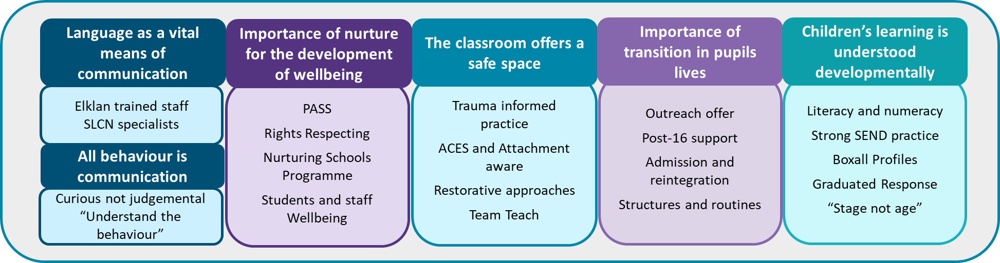 Language as a vital
means of
communication
Elklan trained staff
SLCN specialists
All behaviour is
communication
Curious not judgemental
“Understand the
behaviour”
Importance of nurture
for the development
of wellbeing
PASS
Rights Respecting
Nurturing Schools
Programme
Students and staff
Wellbeing
The classroom offers a
safe space
Trauma informed
practice
ACES and Attachment
aware
Restorative approaches
Team Teach
Importance of
transition in pupils
lives
Outreach offer
Post-16 support
Admission and
reintegration
Structures and routines
Children’s learning is
understood
developmentally
Literacy and numeracy
Strong SEND practice
Boxall Profiles
Graduated Response
“Stage not age”